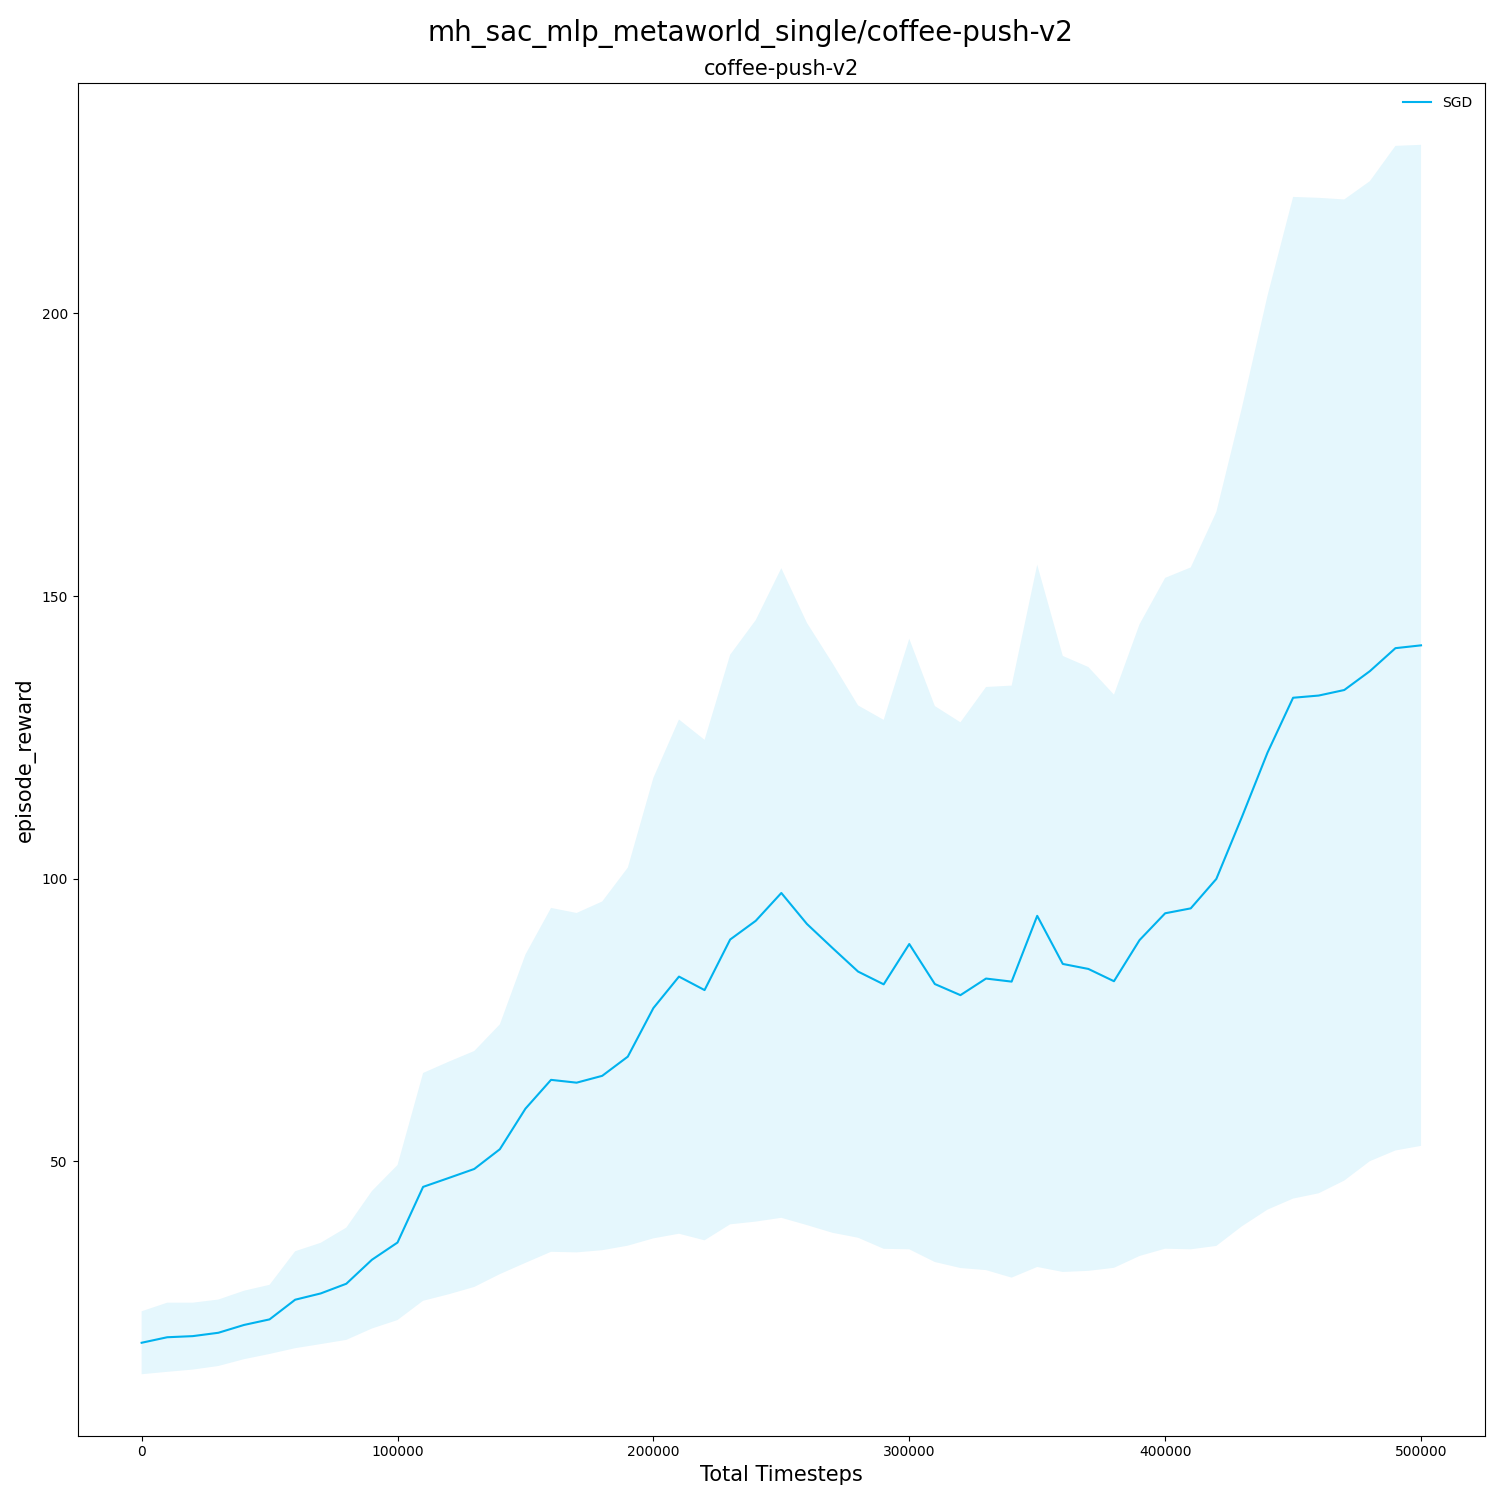 mh_sac_mlp_metaworld_single/coffee-push-v2
coffee-push-v2
SGD
200
150
100
50
episode_reward
0 100000 200000 300000 400000 500000
Total Timesteps